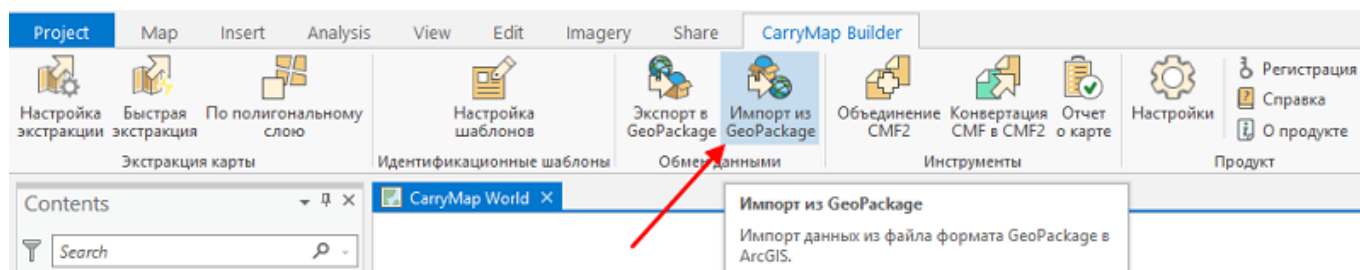 Project Map Insert Analysis View Edit Imagery Share CarryMap Builder
Настройка Быстрая По полигональному Настройка Экспорт в Импорт из Объединение Конвертация Отчет Настройки Регистрация
экстракции экстракция слою шаблонов GeoPackage GeoPackage CMF2 CMF в CMF2 о карте Справка
О продукте
Экстракция карты Идентификационные шаблоны Обмен данными Инструменты Продукт
Contents CarryMap World
Search
Импорт из GeoPackage
Импорт данных из файла формата GeoPackage в
ArcGIS.